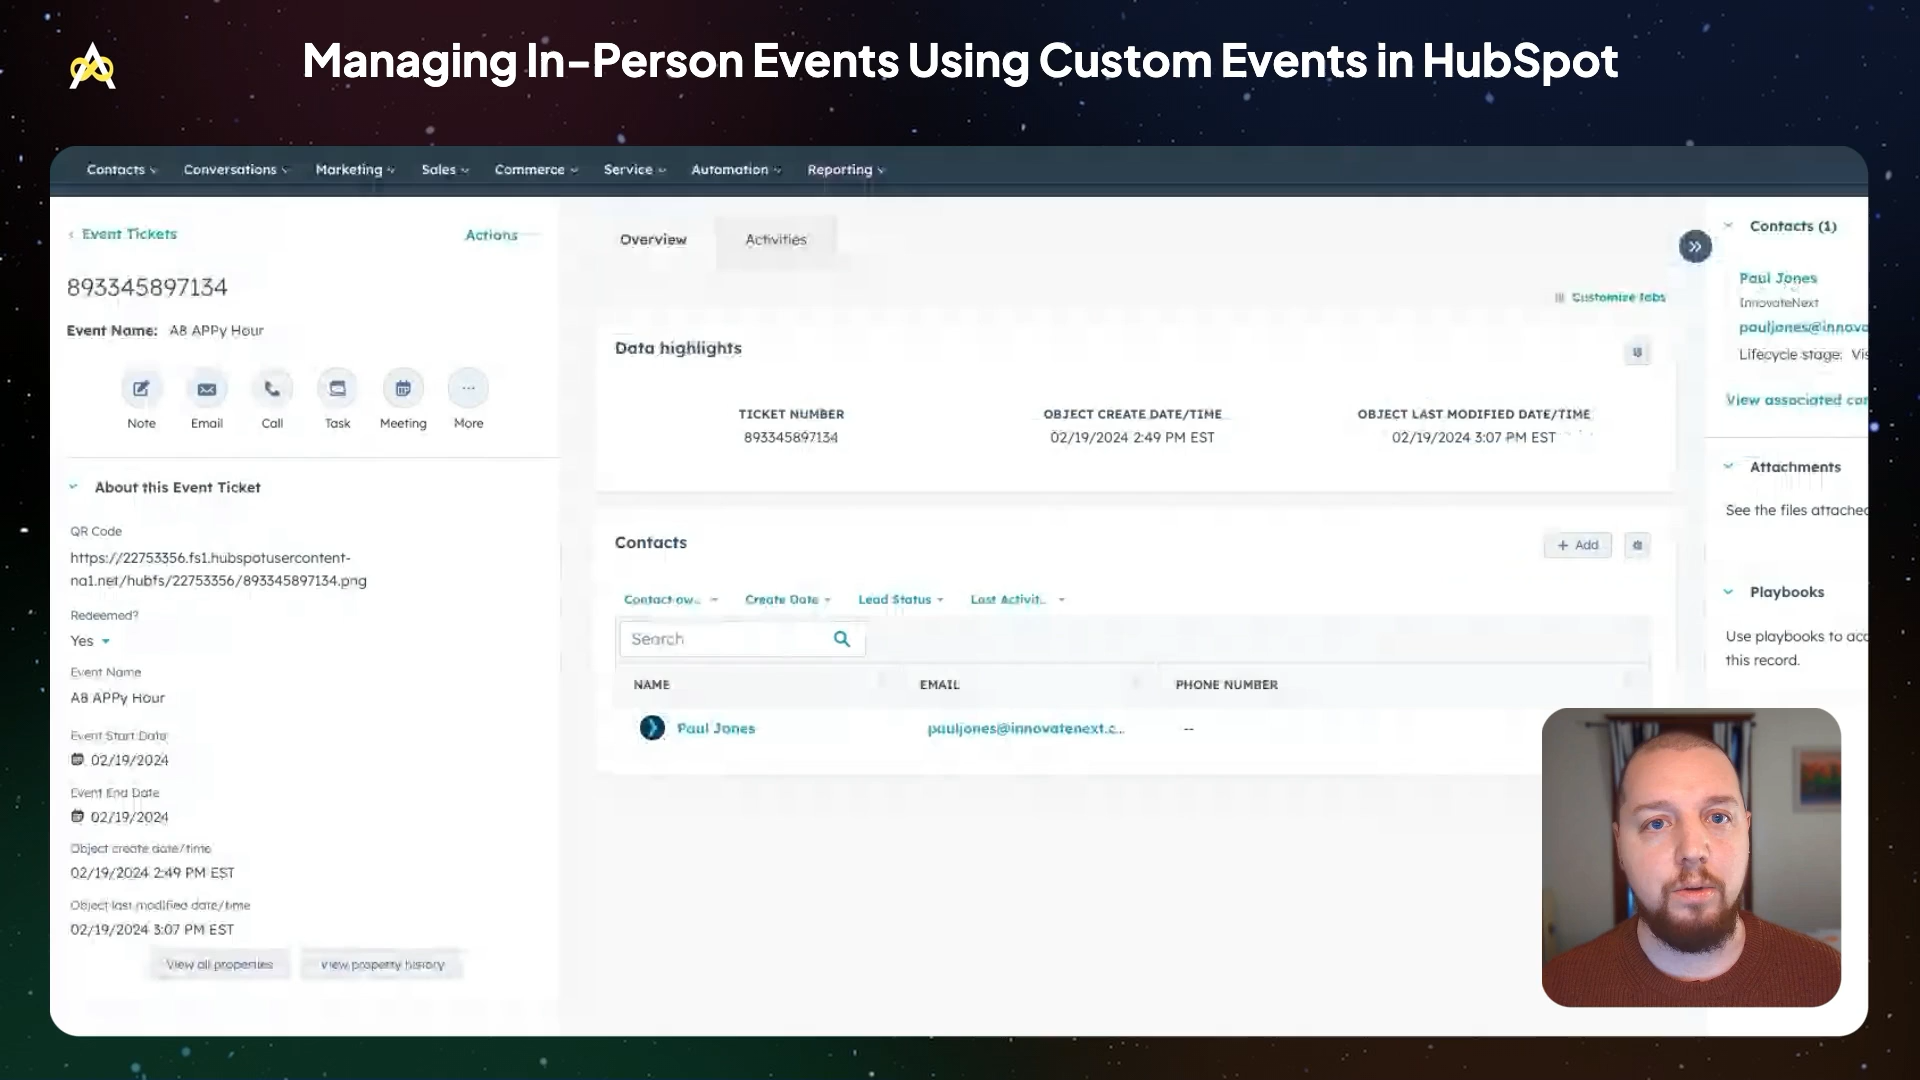 Managing In-Person Events Using Custom Events in HubSpot
Contacts Conversations Marketing Sales Commerce Service Automation Reporting
Event Tickets Actions
893345897134
Event Name: A8 APPy Hour
Note Email Call Task Meeting More
About this Event Ticket
QR Code
https://22753356.fs1.hubspotusercontent-
na1.net/hubfs/22753356/893345897134.png
Redeemed?
Yes
Event Name
A8 APPy Hour
Event Start Date
02/19/2024
Event End Date
02/19/2024
Object create date/time
02/19/2024 2:49 PM EST
Object last modified date/time
02/19/2024 3:07 PM EST
View all properties View property history
Overview Activities
Customize tabs
Data highlights
TICKET NUMBER OBJECT CREATE DATE/TIME OBJECT LAST MODIFIED DATE/TIME
893345897134 02/19/2024 2:49 PM EST 02/19/2024 3:07 PM EST
Contacts
+ Add
Contact ow... Create Date Lead Status Last Activit...
Search
NAME EMAIL PHONE NUMBER
Paul Jones pauljones@innovatenext.c... --
Contacts (1)
Paul Jones
InnovateNext
pauljones@innova
Lifecycle stage: Vis
View associated con
Attachments
See the files attached
Playbooks
Use playbooks to acc
this record.